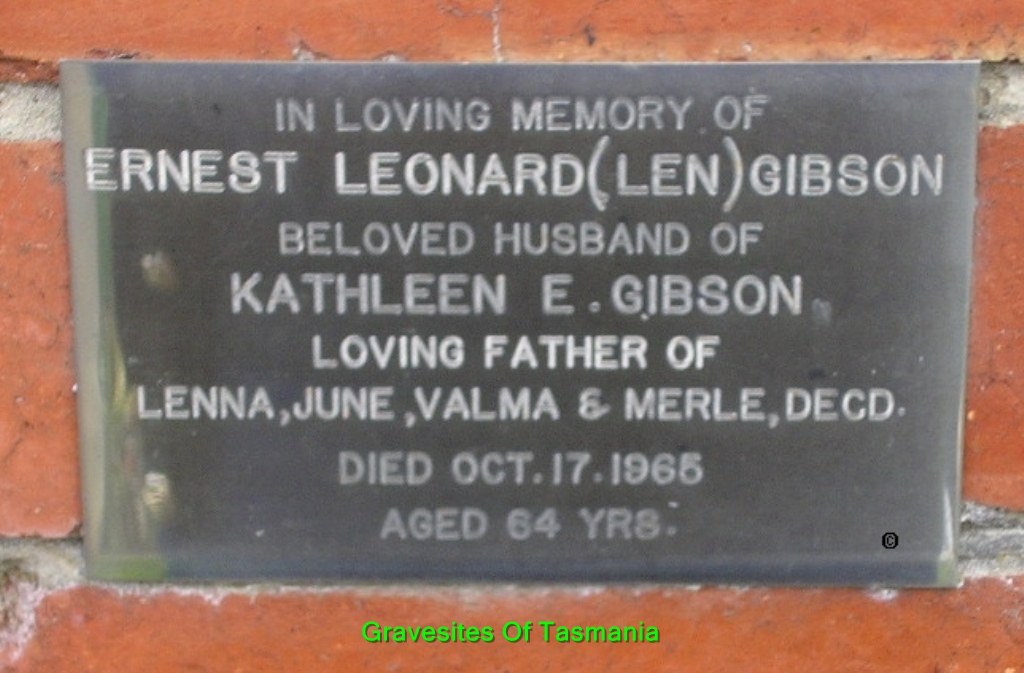 IN LOVING MEMORY OF
ERNEST LEONARD (LEN) GIBSON
BELOVED HUSBAND OF
KATHLEEN E. GIBSON
LOVING FATHER OF
LENNA, JUNE, VALMA & MERLE, DECD.
DIED OCT. 17. 1965
AGED 64 YRS.
©
Gravesites Of Tasmania